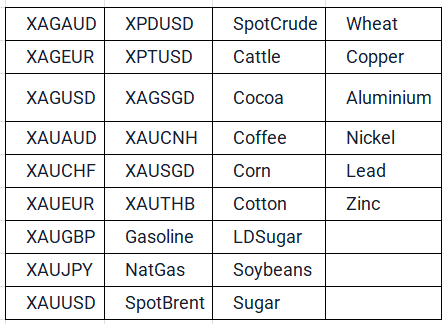 XAGAUD XPDUSD SpotCrude Wheat
XAGEUR XPTUSD Cattle Copper
XAGUSD XAGSGD Cocoa Aluminium
XAUAUD XAUCNH Coffee Nickel
XAUCHF XAUSGD Corn Lead
XAUEUR XAUTHB Cotton Zinc
XAUGBP Gasoline LDSugar
XAUJPY NatGas Soybeans
XAUUSD SpotBrent Sugar